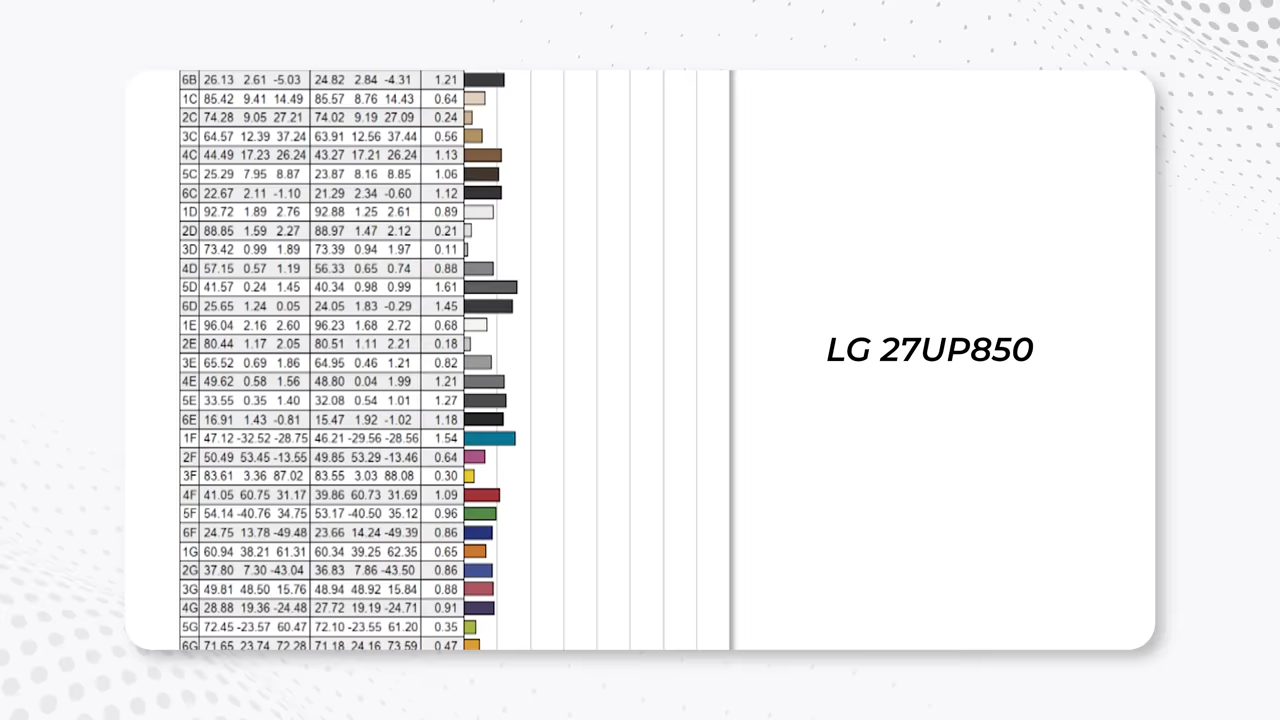 6B 26.13 2.61 -5.03 24.82 2.84 -4.31 1.21
1C 85.42 9.41 14.49 85.57 8.76 14.43 0.64
2C 74.28 9.05 27.21 74.02 9.19 27.09 0.24
3C 64.57 12.39 37.24 63.91 12.56 37.44 0.56
4C 44.49 17.23 26.24 43.27 17.21 26.24 1.13
5C 25.29 7.95 8.87 23.87 8.16 8.85 1.06
6C 22.67 2.11 -1.10 21.29 2.34 -0.60 1.12
1D 92.72 1.89 2.76 92.88 1.25 2.61 0.89
2D 88.85 1.59 2.27 88.97 1.47 2.12 0.21
3D 73.42 0.99 1.89 73.39 0.94 1.97 0.11
4D 57.15 0.57 1.19 56.33 0.65 0.74 0.88
5D 41.57 0.24 1.45 40.34 0.98 0.99 1.61
6D 25.65 1.24 0.05 24.05 1.83 -0.29 1.45
1E 96.04 2.16 2.60 96.23 1.68 2.72 0.68
2E 80.44 1.17 2.05 80.51 1.11 2.21 0.18
3E 65.52 0.69 1.86 64.95 0.46 1.21 0.82
4E 49.62 0.58 1.56 48.80 0.04 1.99 1.21
5E 33.55 0.35 1.40 32.08 0.54 1.01 1.27
6E 16.91 1.43 -0.81 15.47 1.92 -1.02 1.18
1F 47.12 -32.52 -28.75 46.21 -29.56 -28.56 1.54
2F 50.49 53.45 -13.55 49.85 53.29 -13.46 0.64
3F 83.61 3.36 87.02 83.55 3.03 88.08 0.30
4F 41.05 60.75 31.17 39.86 60.73 31.69 1.09
5F 54.14 -40.76 34.75 53.17 -40.50 35.12 0.96
6F 24.75 13.78 -49.48 23.66 14.24 -49.39 0.86
1G 60.94 38.21 61.31 60.34 39.25 62.35 0.65
2G 37.80 7.30 -43.04 36.83 7.86 -43.50 0.86
3G 49.81 48.50 15.76 48.94 48.92 15.84 0.88
4G 28.88 19.36 -24.48 27.72 19.19 -24.71 0.91
5G 72.45 -23.57 60.47 72.10 -23.55 61.20 0.35
6G 71.65 23.74 72.28 71.18 24.16 73.59 0.47
LG 27UP850